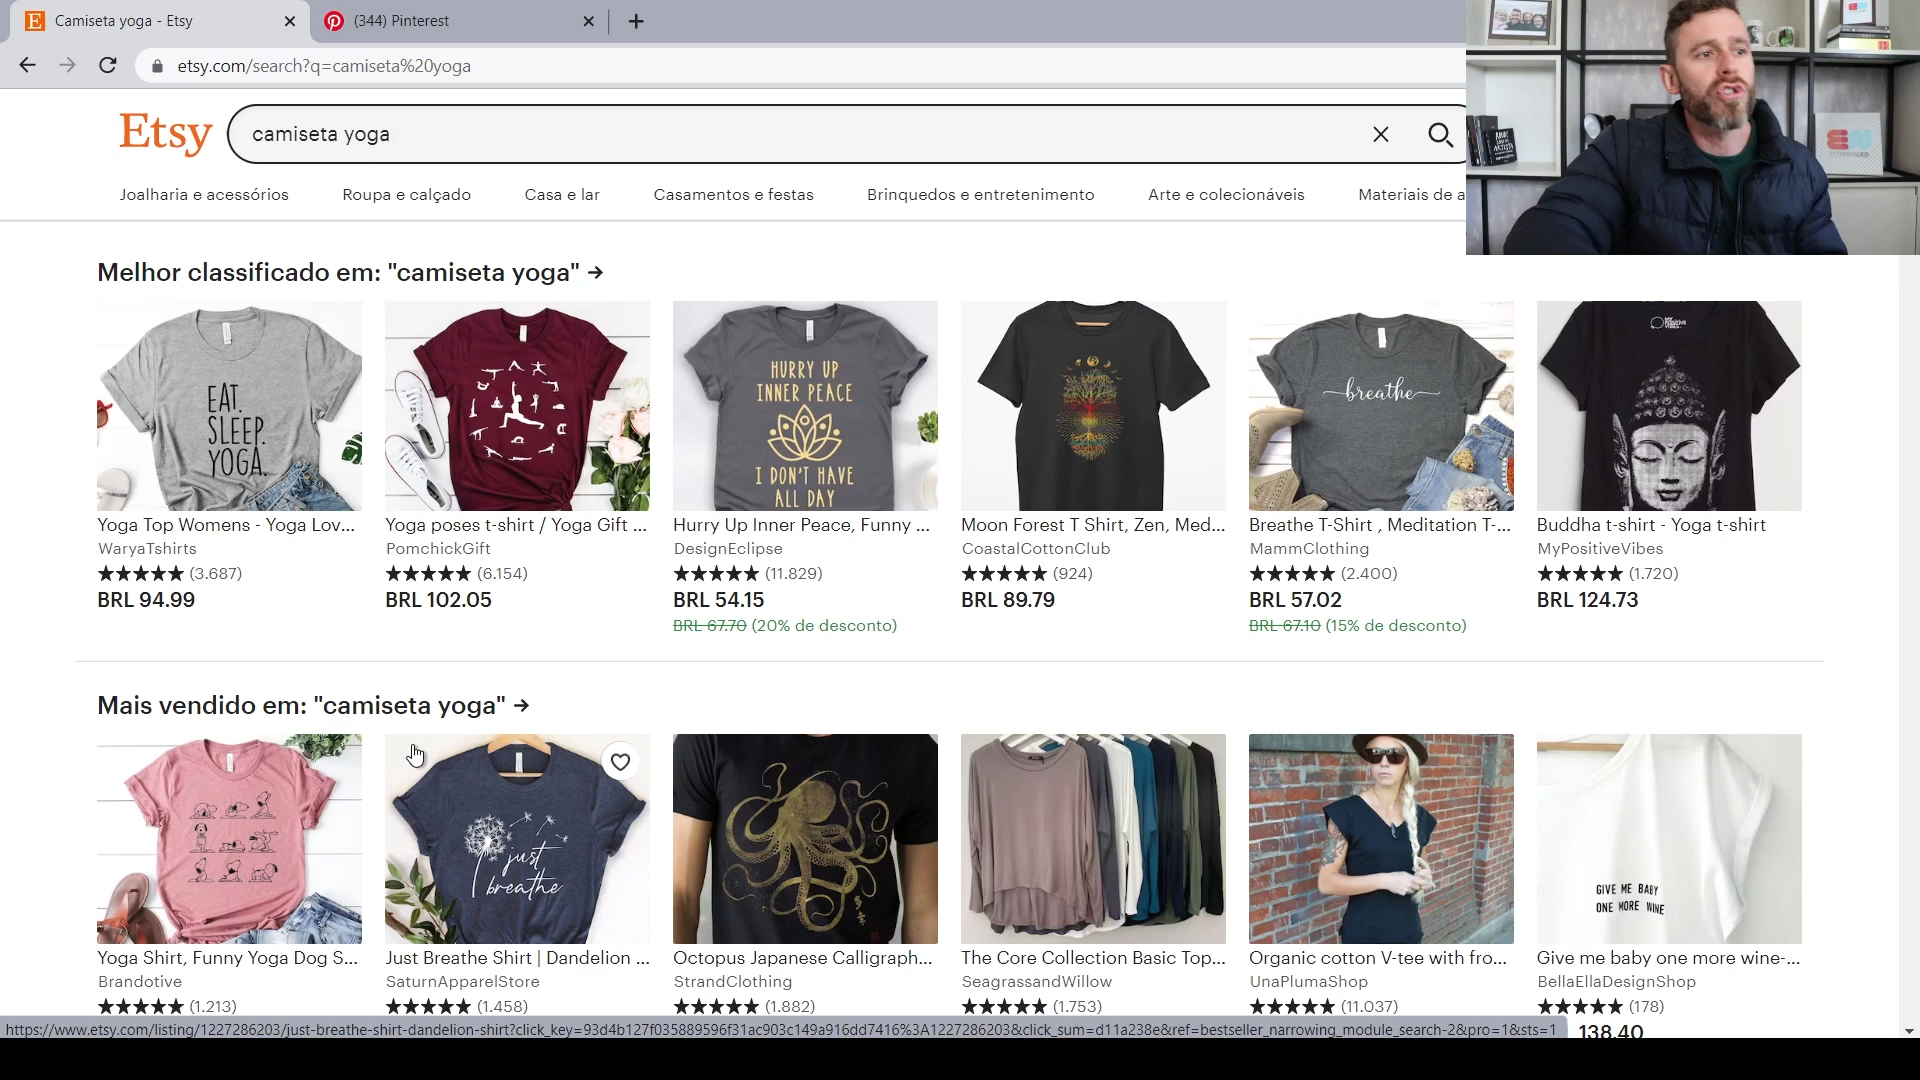 Camiseta yoga - Etsy
(344) Pinterest
etsy.com/search?q=camiseta%20yoga
Etsy
camiseta yoga
Joalharia e acessórios
Roupa e calçado
Casa e lar
Casamentos e festas
Brinquedos e entretenimento
Arte e colecionáveis
Materiais de a
Melhor classificado em: "camiseta yoga" →
EAT.
SLEEP.
YOGA.
HURRY UP
INNER PEACE
I DON'T HAVE
ALL DAY
breathe
MY
POSITIVE
VIBES
Yoga Top Womens - Yoga Lov...
Yoga poses t-shirt / Yoga Gift ...
Hurry Up Inner Peace, Funny ...
Moon Forest T Shirt, Zen, Med...
Breathe T-Shirt , Meditation T-...
Buddha t-shirt - Yoga t-shirt
WaryaTshirts
PomchickGift
DesignEclipse
CoastalCottonClub
MammClothing
MyPositiveVibes
★★★★★ (3.687)
★★★★★ (6.154)
★★★★★ (11.829)
★★★★★ (924)
★★★★★ (2.400)
★★★★★ (1.720)
BRL 94.99
BRL 102.05
BRL 54.15
BRL 89.79
BRL 57.02
BRL 124.73
BRL 67.70 (20% de desconto)
BRL 67.10 (15% de desconto)
Mais vendido em: "camiseta yoga" →
just
breathe
GIVE ME BABY
ONE MORE WINE
Yoga Shirt, Funny Yoga Dog S...
Just Breathe Shirt | Dandelion ...
Octopus Japanese Calligraph...
The Core Collection Basic Top...
Organic cotton V-tee with fro...
Give me baby one more wine-...
Brandotive
SaturnApparelStore
StrandClothing
SeagrassandWillow
UnaPlumaShop
BellaEllaDesignShop
★★★★★ (1.213)
★★★★★ (1.458)
★★★★★ (1.882)
★★★★★ (1.753)
★★★★★ (11.037)
★★★★★ (178)
https://www.etsy.com/listing/1227286203/just-breathe-shirt-dandelion-shirt?click_key=93d4b127f035889596f31ac903c149a916dd7416%3A1227286203&click_sum=d11a238e&ref=bestseller_narrowing_module_search-2&pro=1&sts=1
138.40